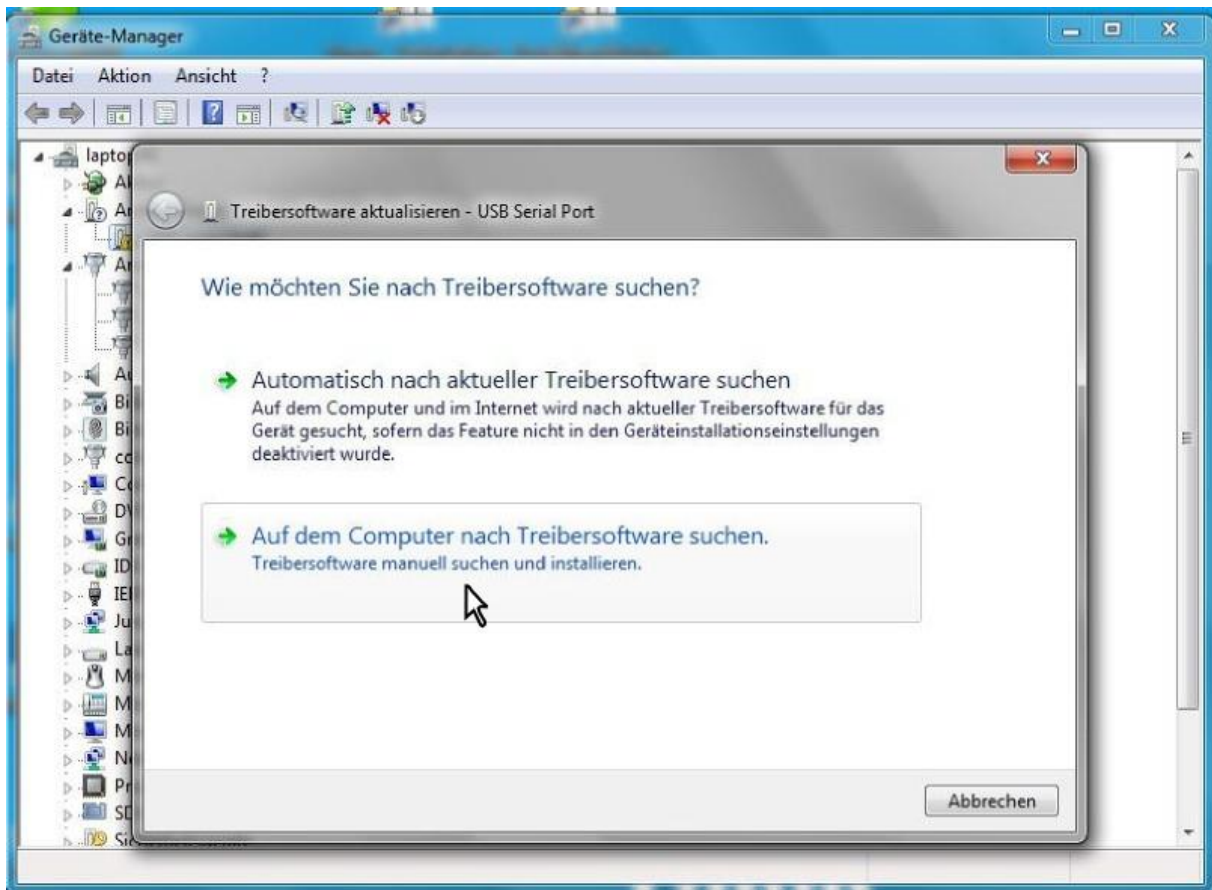 Geräte-Manager
Datei Aktion Ansicht ?
laptop
Treibersoftware aktualisieren - USB Serial Port
Wie möchten Sie nach Treibersoftware suchen?
Automatisch nach aktueller Treibersoftware suchen
Auf dem Computer und im Internet wird nach aktueller Treibersoftware für das
Gerät gesucht, sofern das Feature nicht in den Geräteinstallationseinstellungen
deaktiviert wurde.
Auf dem Computer nach Treibersoftware suchen.
Treibersoftware manuell suchen und installieren.
Abbrechen